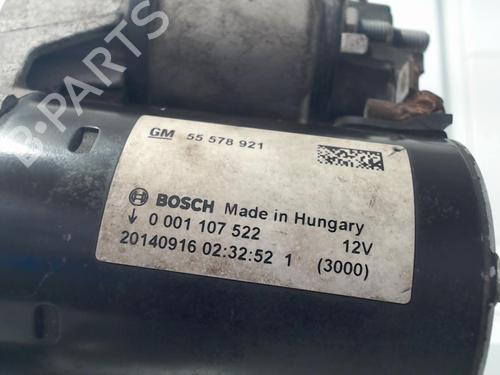 B-PARTS
GM 55 578 921
BOSCH Made in Hungary
↓ 0 001 107 522 12V
20140916 02:32:52 1 (3000)